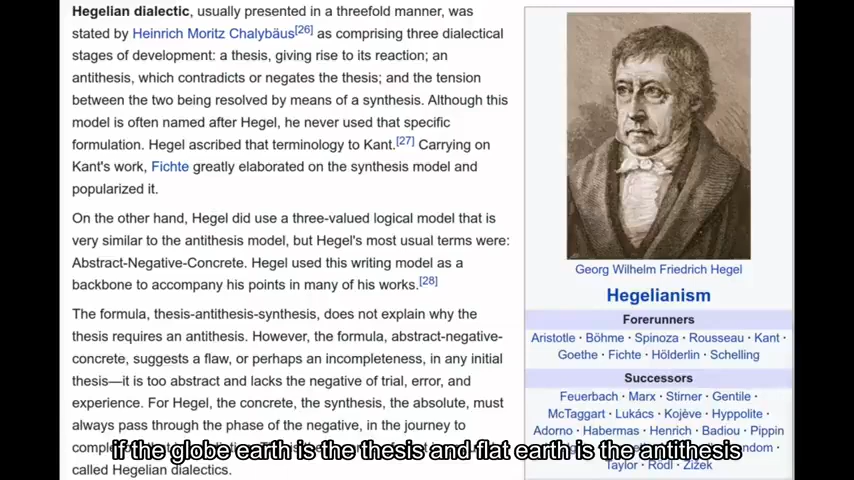 Hegelian dialectic, usually presented in a threefold manner, was
stated by Heinrich Moritz Chalybäus[26] as comprising three dialectical
stages of development: a thesis, giving rise to its reaction; an
antithesis, which contradicts or negates the thesis; and the tension
between the two being resolved by means of a synthesis. Although this
model is often named after Hegel, he never used that specific
formulation. Hegel ascribed that terminology to Kant.[27] Carrying on
Kant's work, Fichte greatly elaborated on the synthesis model and
popularized it.
On the other hand, Hegel did use a three-valued logical model that is
very similar to the antithesis model, but Hegel's most usual terms were:
Abstract-Negative-Concrete. Hegel used this writing model as a
backbone to accompany his points in many of his works.[28]
The formula, thesis-antithesis-synthesis, does not explain why the
thesis requires an antithesis. However, the formula, abstract-negative-
concrete, suggests a flaw, or perhaps an incompleteness, in any initial
thesis—it is too abstract and lacks the negative of trial, error, and
experience. For Hegel, the concrete, the synthesis, the absolute, must
always pass through the phase of the negative, in the journey to
called Hegelian dialectics.
Georg Wilhelm Friedrich Hegel
Hegelianism
Forerunners
Aristotle · Böhme · Spinoza · Rousseau · Kant ·
Goethe · Fichte · Hölderlin · Schelling
Successors
Feuerbach · Marx · Stirner · Gentile ·
McTaggart · Lukács · Kojève · Hyppolite ·
Adorno · Habermas · Henrich · Badiou · Pippin
Taylor · Rödl · Žižek
if the globe earth is the thesis and flat earth is the antithesis